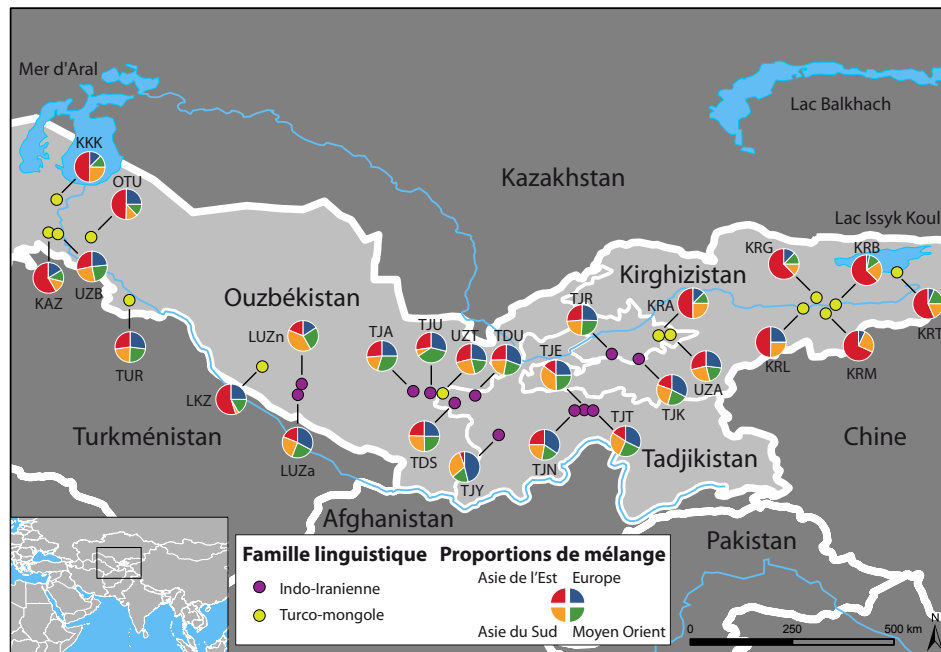 Mer d'Aral
KKK
OTU
KAZ
UZB
TUR
Ouzbékistan
Kazakhstan
Lac Balkhach
Lac Issyk Koul
Kirghizistan
KRG
KRB
KRA
KRT
KRL
KRM
TJR
TJE
TJU
TJA
UZT
TDU
LUZn
LKZ
LUZa
TDS
TJY
TJN
TJT
TJK
UZA
Turkménistan
Tadjikistan
Chine
Afghanistan
Pakistan
Famille linguistique
Indo-Iranienne
Turco-mongole
Proportions de mélange
Asie de l'Est
Europe
Asie du Sud
Moyen Orient
N
0 250 500 km